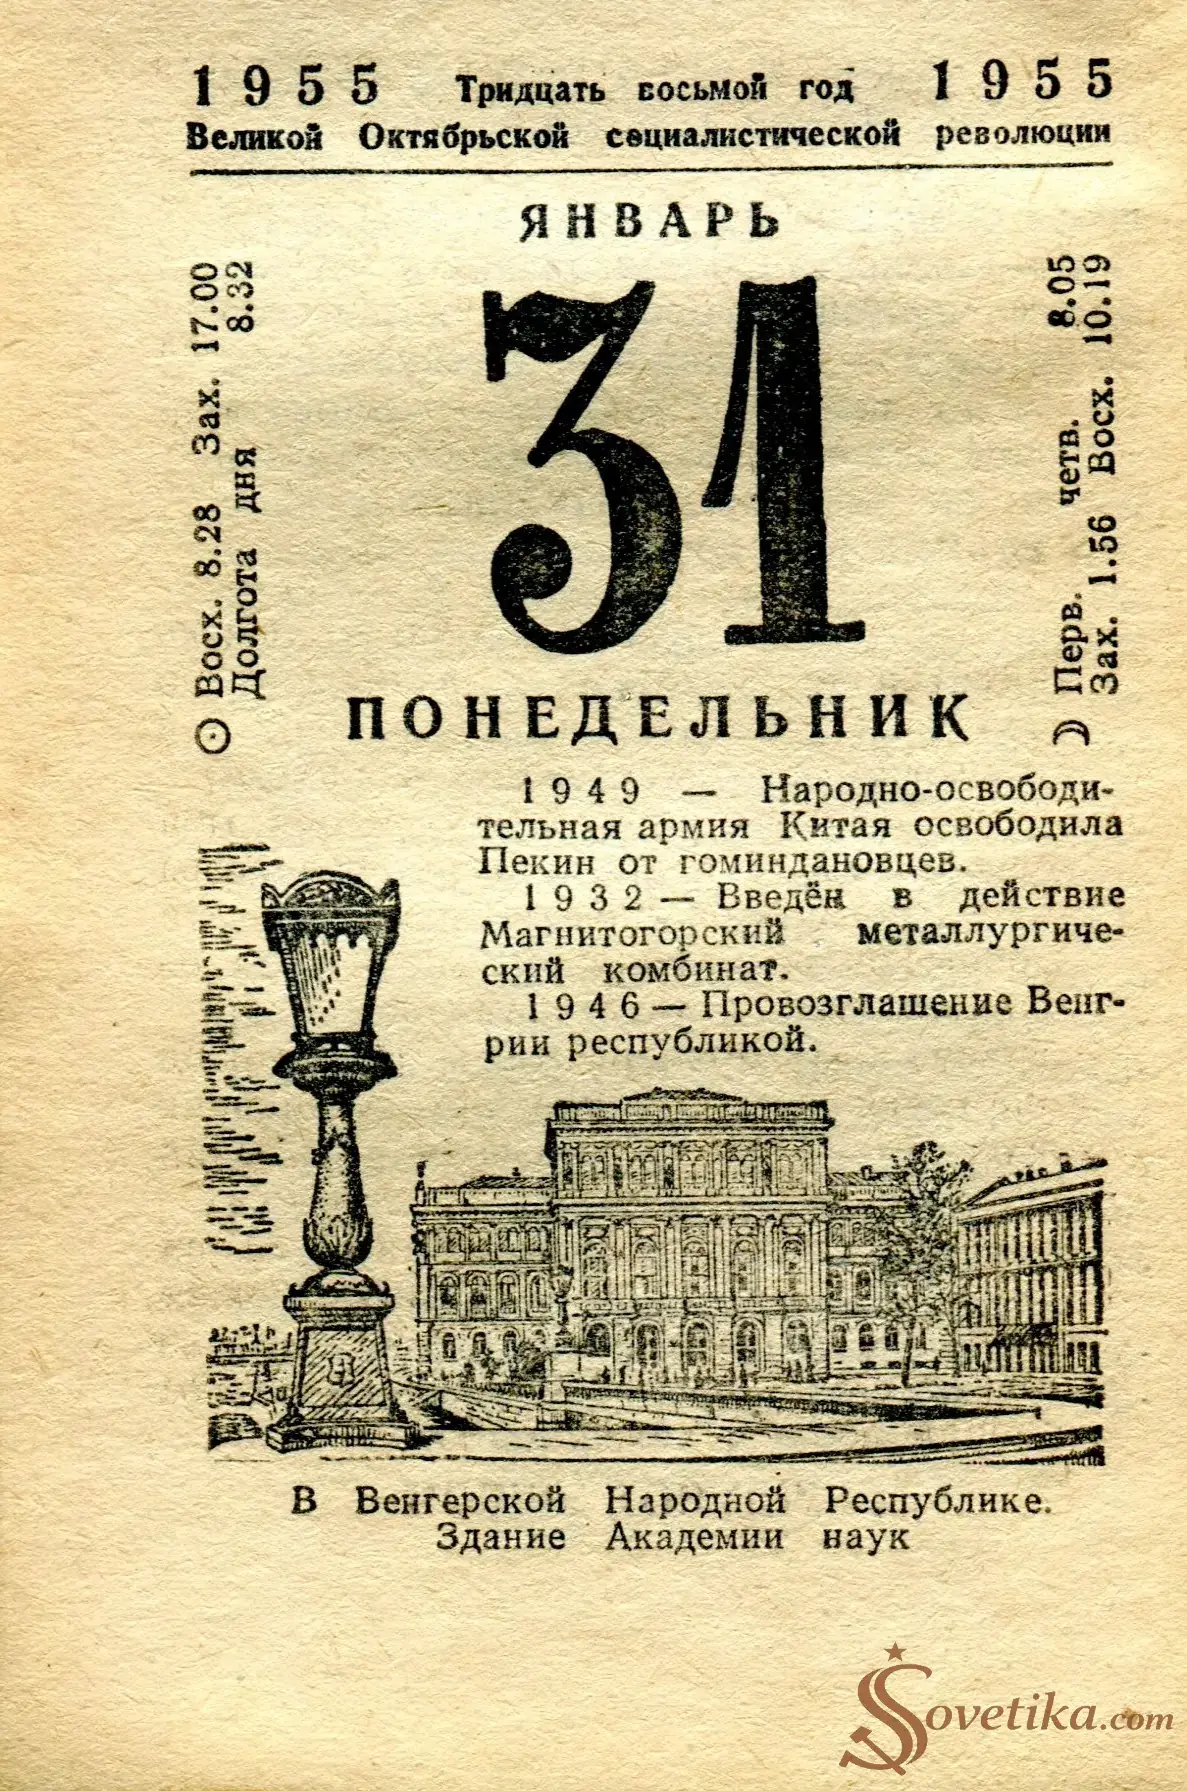 1955 Тридцать восьмой год 1955
Великой Октябрьской социалистической революции
ЯНВАРЬ
Восх. 8.28 Зах. 17.00
Долгота дня 8.32
31
Перв. четв. 8.05
Зах. 1.56 Восх. 10.19
ПОНЕДЕЛЬНИК
1949 — Народно-освободи-
тельная армия Китая освободила
Пекин от гоминдановцев.
1932 — Введён в действие
Магнитогорский металлургиче-
ский комбинат.
1946 — Провозглашение Венг-
рии республикой.
В Венгерской Народной Республике.
Здание Академии наук
Sovetika.com